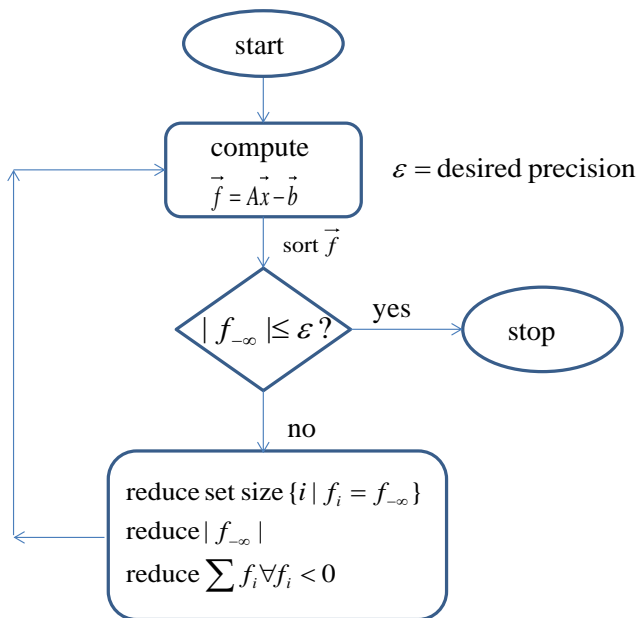 start
compute
ε = desired precision
f⃗ = Ax⃗ − b⃗
sort f⃗
| f₋∞ | ≤ ε ?
yes
stop
no
reduce set size {i | fᵢ = f₋∞}
reduce | f₋∞ |
reduce ∑ fᵢ ∀fᵢ < 0